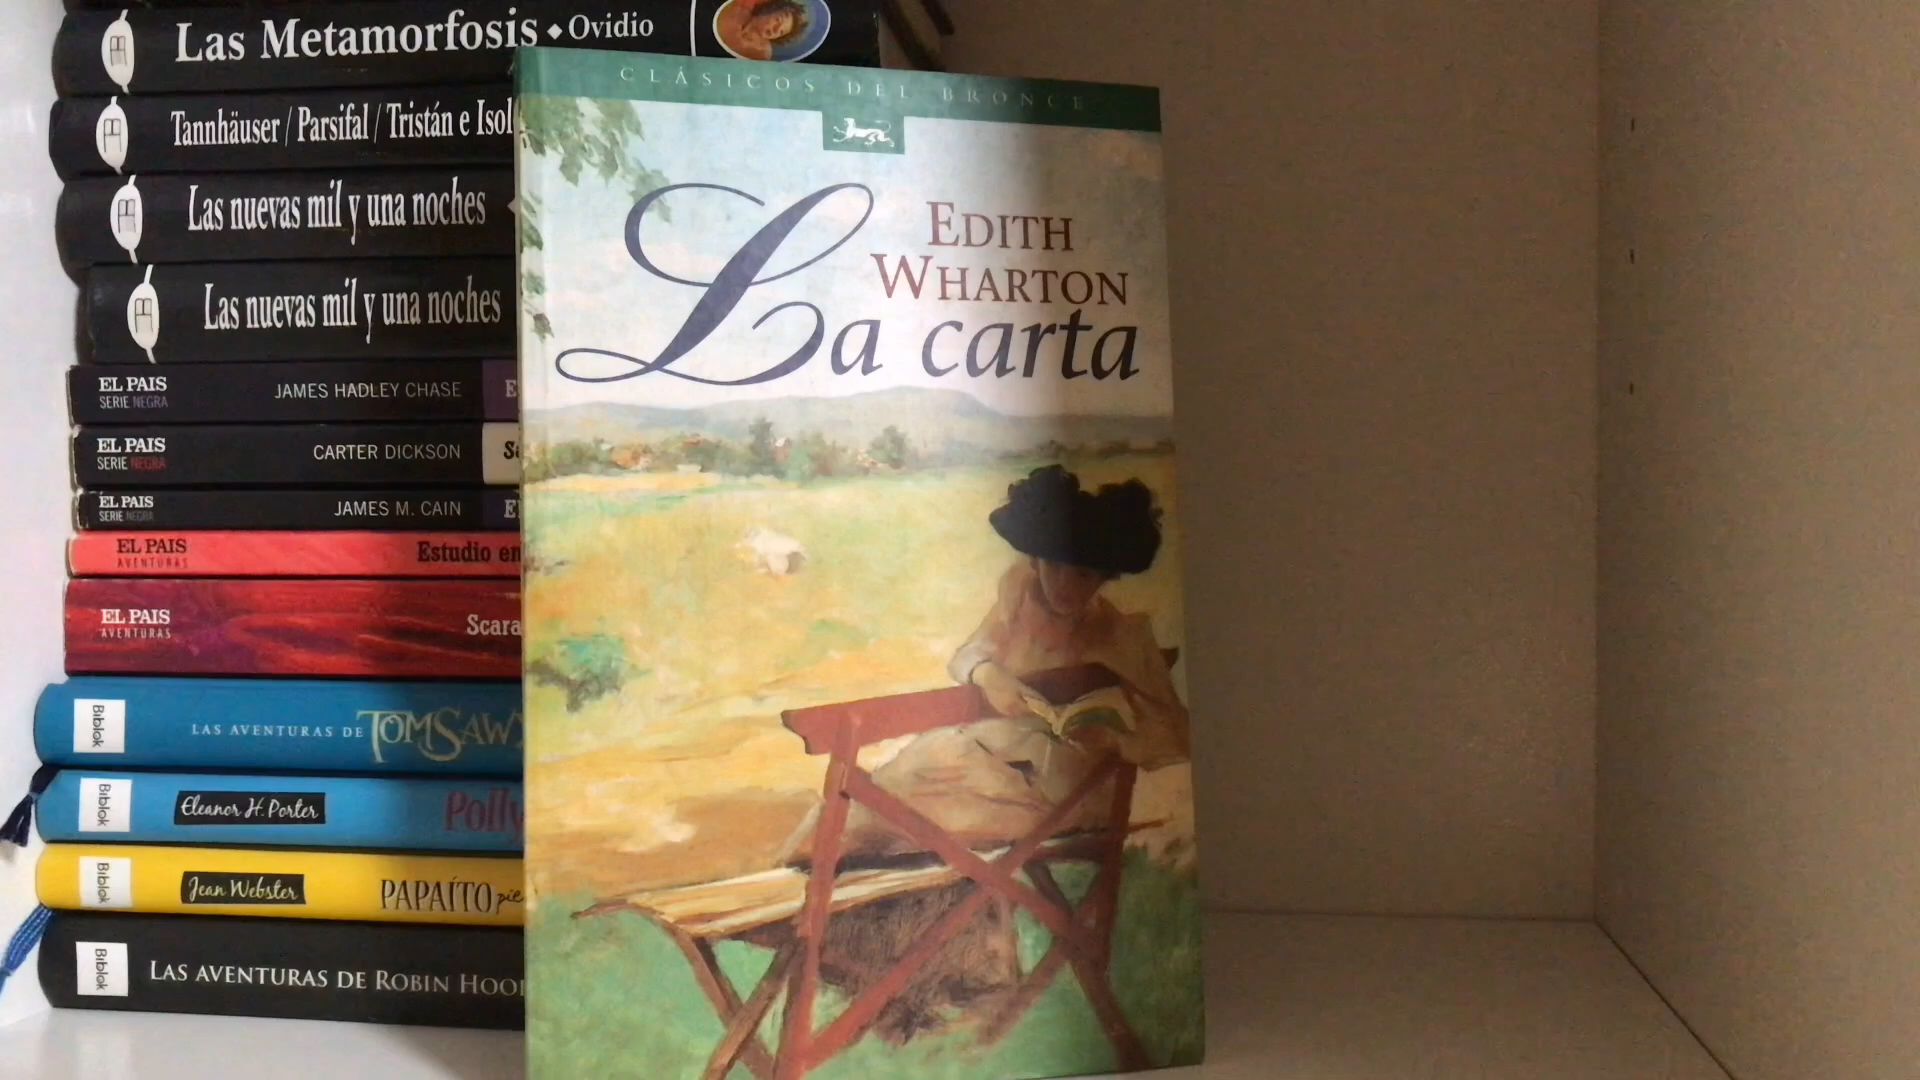 Las Metamorfosis ◆ Ovidio
Tannhäuser / Parsifal / Tristán e Isol
Las nuevas mil y una noches
Las nuevas mil y una noches
EL PAIS
SERIE NEGRA
JAMES HADLEY CHASE
E
EL PAIS
SERIE NEGRA
CARTER DICKSON
S
EL PAIS
SERIE NEGRA
JAMES M. CAIN
E
EL PAIS
AVENTURAS
Estudio en
EL PAIS
AVENTURAS
Scara
Biblok
LAS AVENTURAS DE TOM SAWY
Biblok
Eleanor H. Porter
Polly
Biblok
Jean Webster
PAPAÍTO pie
Biblok
LAS AVENTURAS DE ROBIN HOO
CLÁSICOS DEL BRONCE
EDITH
WHARTON
La carta